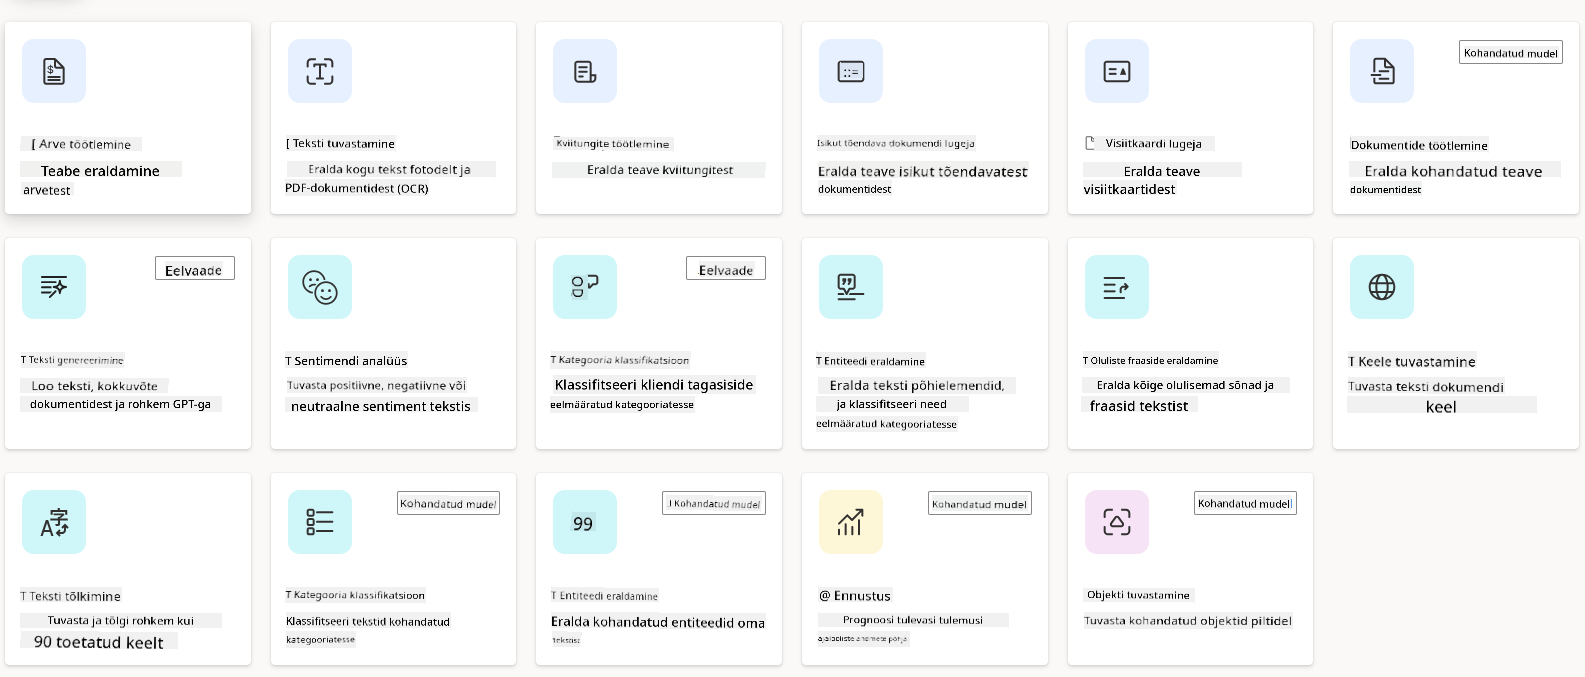 [ Arve töötlemine
Teabe eraldamine
arvetest
[ Teksti tuvastamine
Eralda kogu tekst fotodelt ja
PDF-dokumentidest (OCR)
Kviitungite töötlemine
Eralda teave kviitungitest
Isikut tõendava dokumendi lugeja
Eralda teave isikut tõendavatest
dokumentidest
Visiitkaardi lugeja
Eralda teave
visiitkaartidest
Kohandatud mudel
Dokumentide töötlemine
Eralda kohandatud teave
dokumentidest
Eelvaade
T Teksti genereerimine
Loo teksti, kokkuvõte
dokumentidest ja rohkem GPT-ga
T Sentimendi analüüs
Tuvasta positiivne, negatiivne või
neutraalne sentiment tekstis
Eelvaade
T Kategooria klassifikatsioon
Klassifitseeri kliendi tagasiside
eelmääratud kategooriatesse
T Entiteedi eraldamine
Eralda teksti põhielemendid,
ja klassifitseeri need
eelmääratud kategooriatesse
T Oluliste fraaside eraldamine
Eralda kõige olulisemad sõnad ja
fraasid tekstist
T Keele tuvastamine
Tuvasta teksti dokumendi
keel
T Teksti tõlkimine
Tuvasta ja tõlgi rohkem kui
90 toetatud keelt
Kohandatud mudel
T Kategooria klassifikatsioon
Klassifitseeri tekstid kohandatud
kategooriatesse
Kohandatud mudel
99
T Entiteedi eraldamine
Eralda kohandatud entiteedid oma
tekstist
Kohandatud mudel
@ Ennustus
Prognoosi tulevasi tulemusi
ajalooliste andmete põhjal
Kohandatud mudel
Objekti tuvastamine
Tuvasta kohandatud objektid piltidel